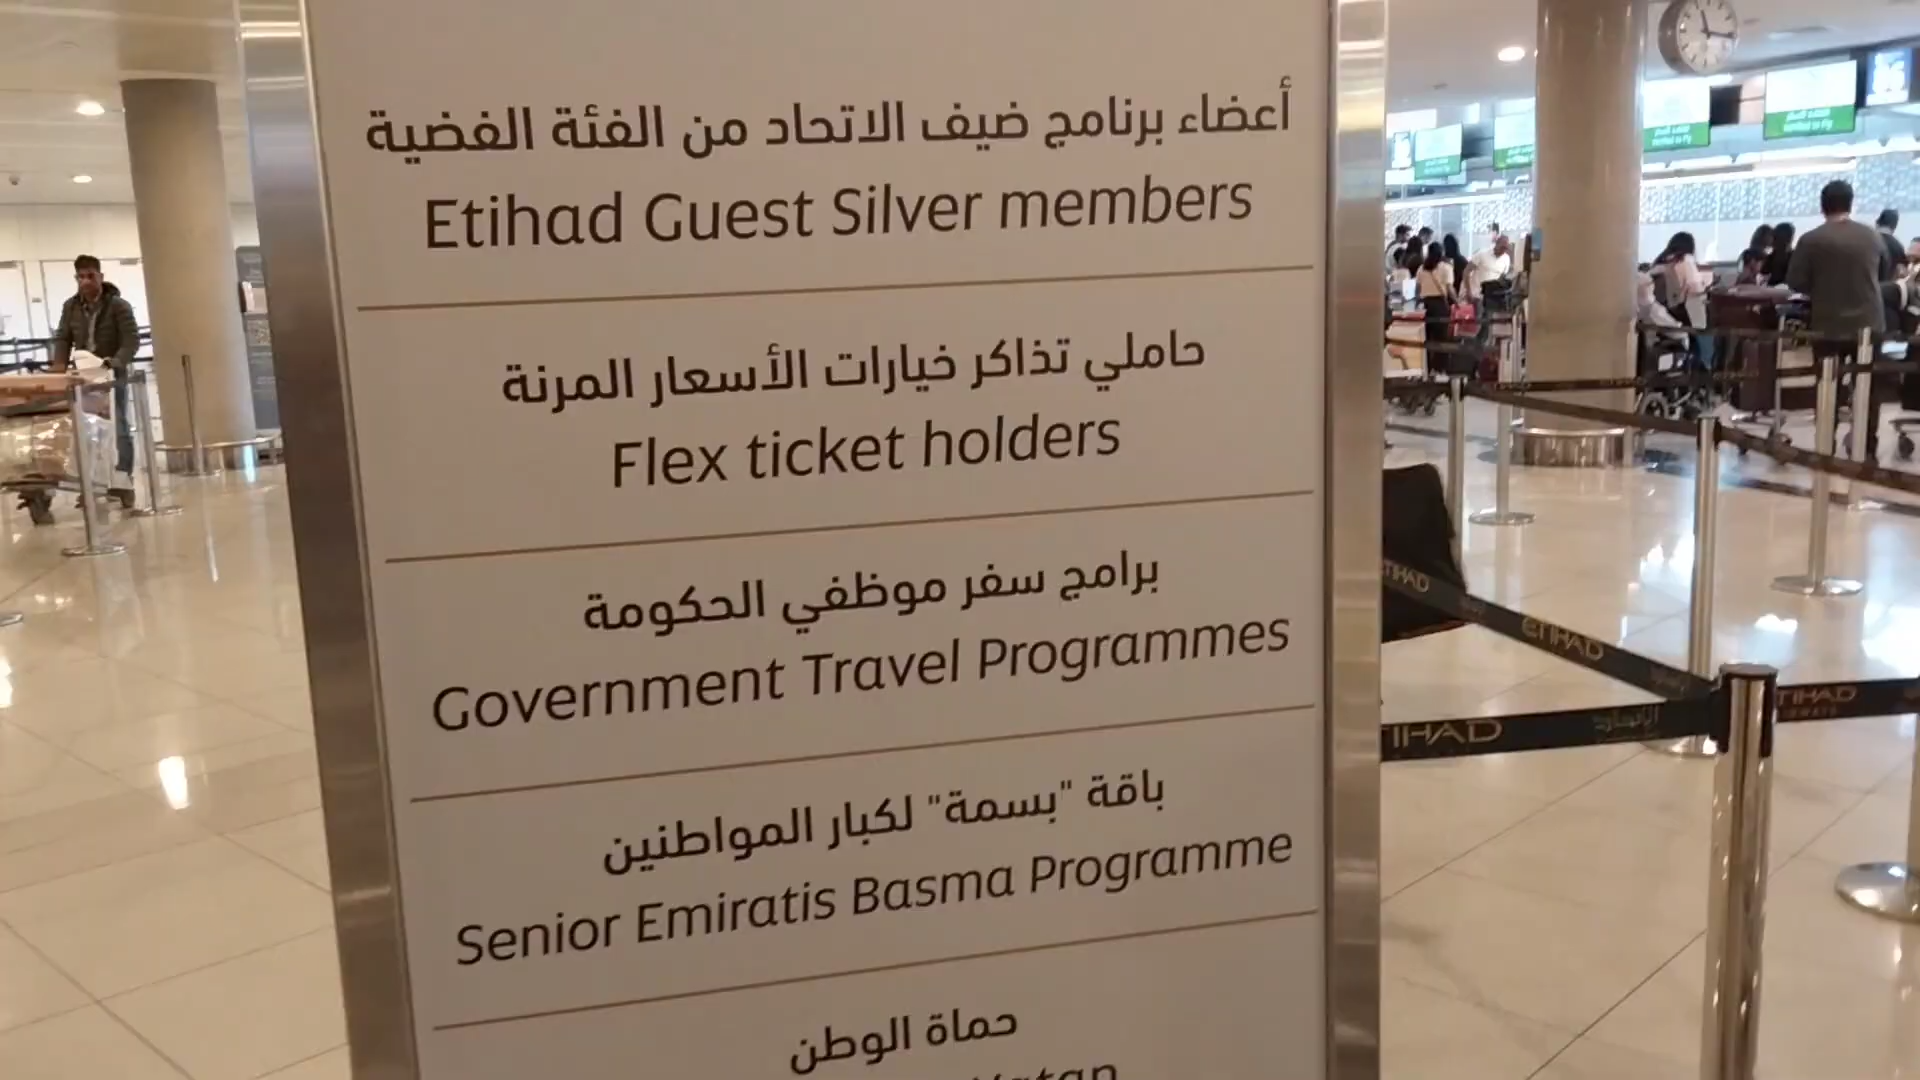 أعضاء برنامج ضيف الاتحاد من الفئة الفضية
Etihad Guest Silver members
حاملي تذاكر خيارات الأسعار المرنة
Flex ticket holders
برامج سفر موظفي الحكومة
Government Travel Programmes
باقة "بسمة" لكبار المواطنين
Senior Emiratis Basma Programme
حماة الوطن
ETIHAD